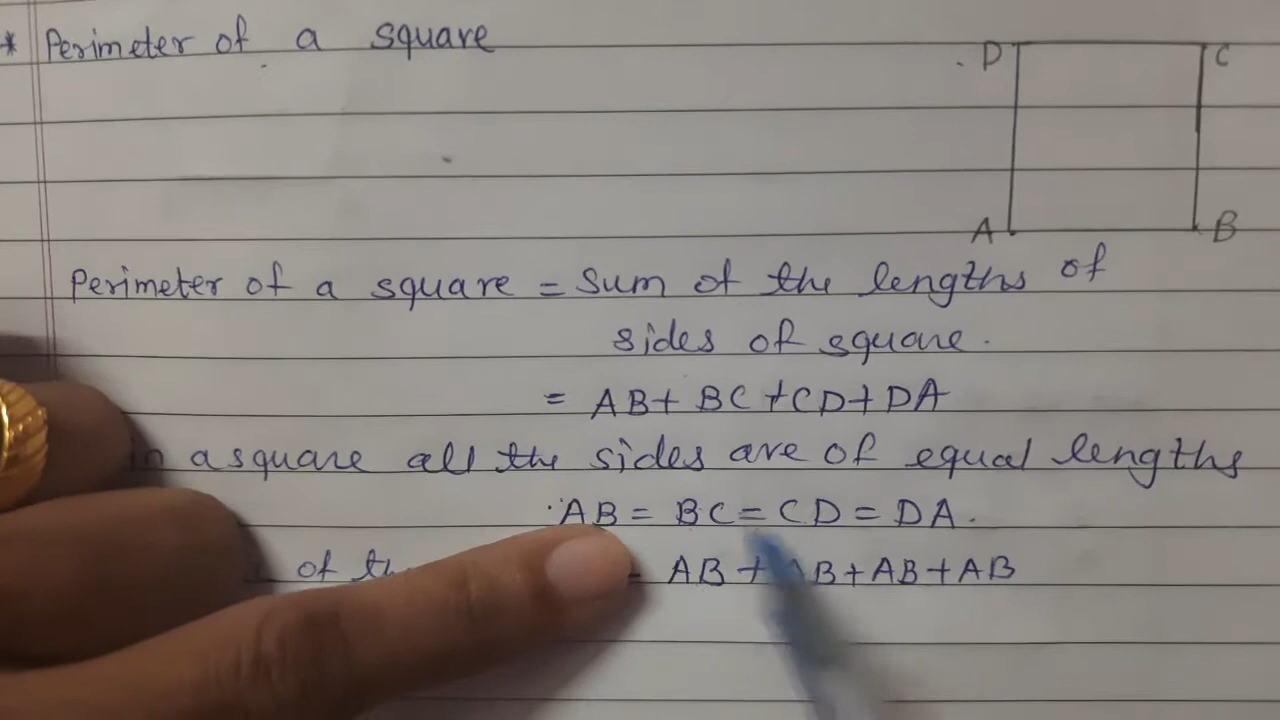 * Perimeter of a square
D C
A B
Perimeter of a square = Sum of the lengths of
sides of square.
= AB + BC + CD + DA
a square all the sides are of equal lengths
AB = BC = CD = DA.
of = AB + AB + AB + AB